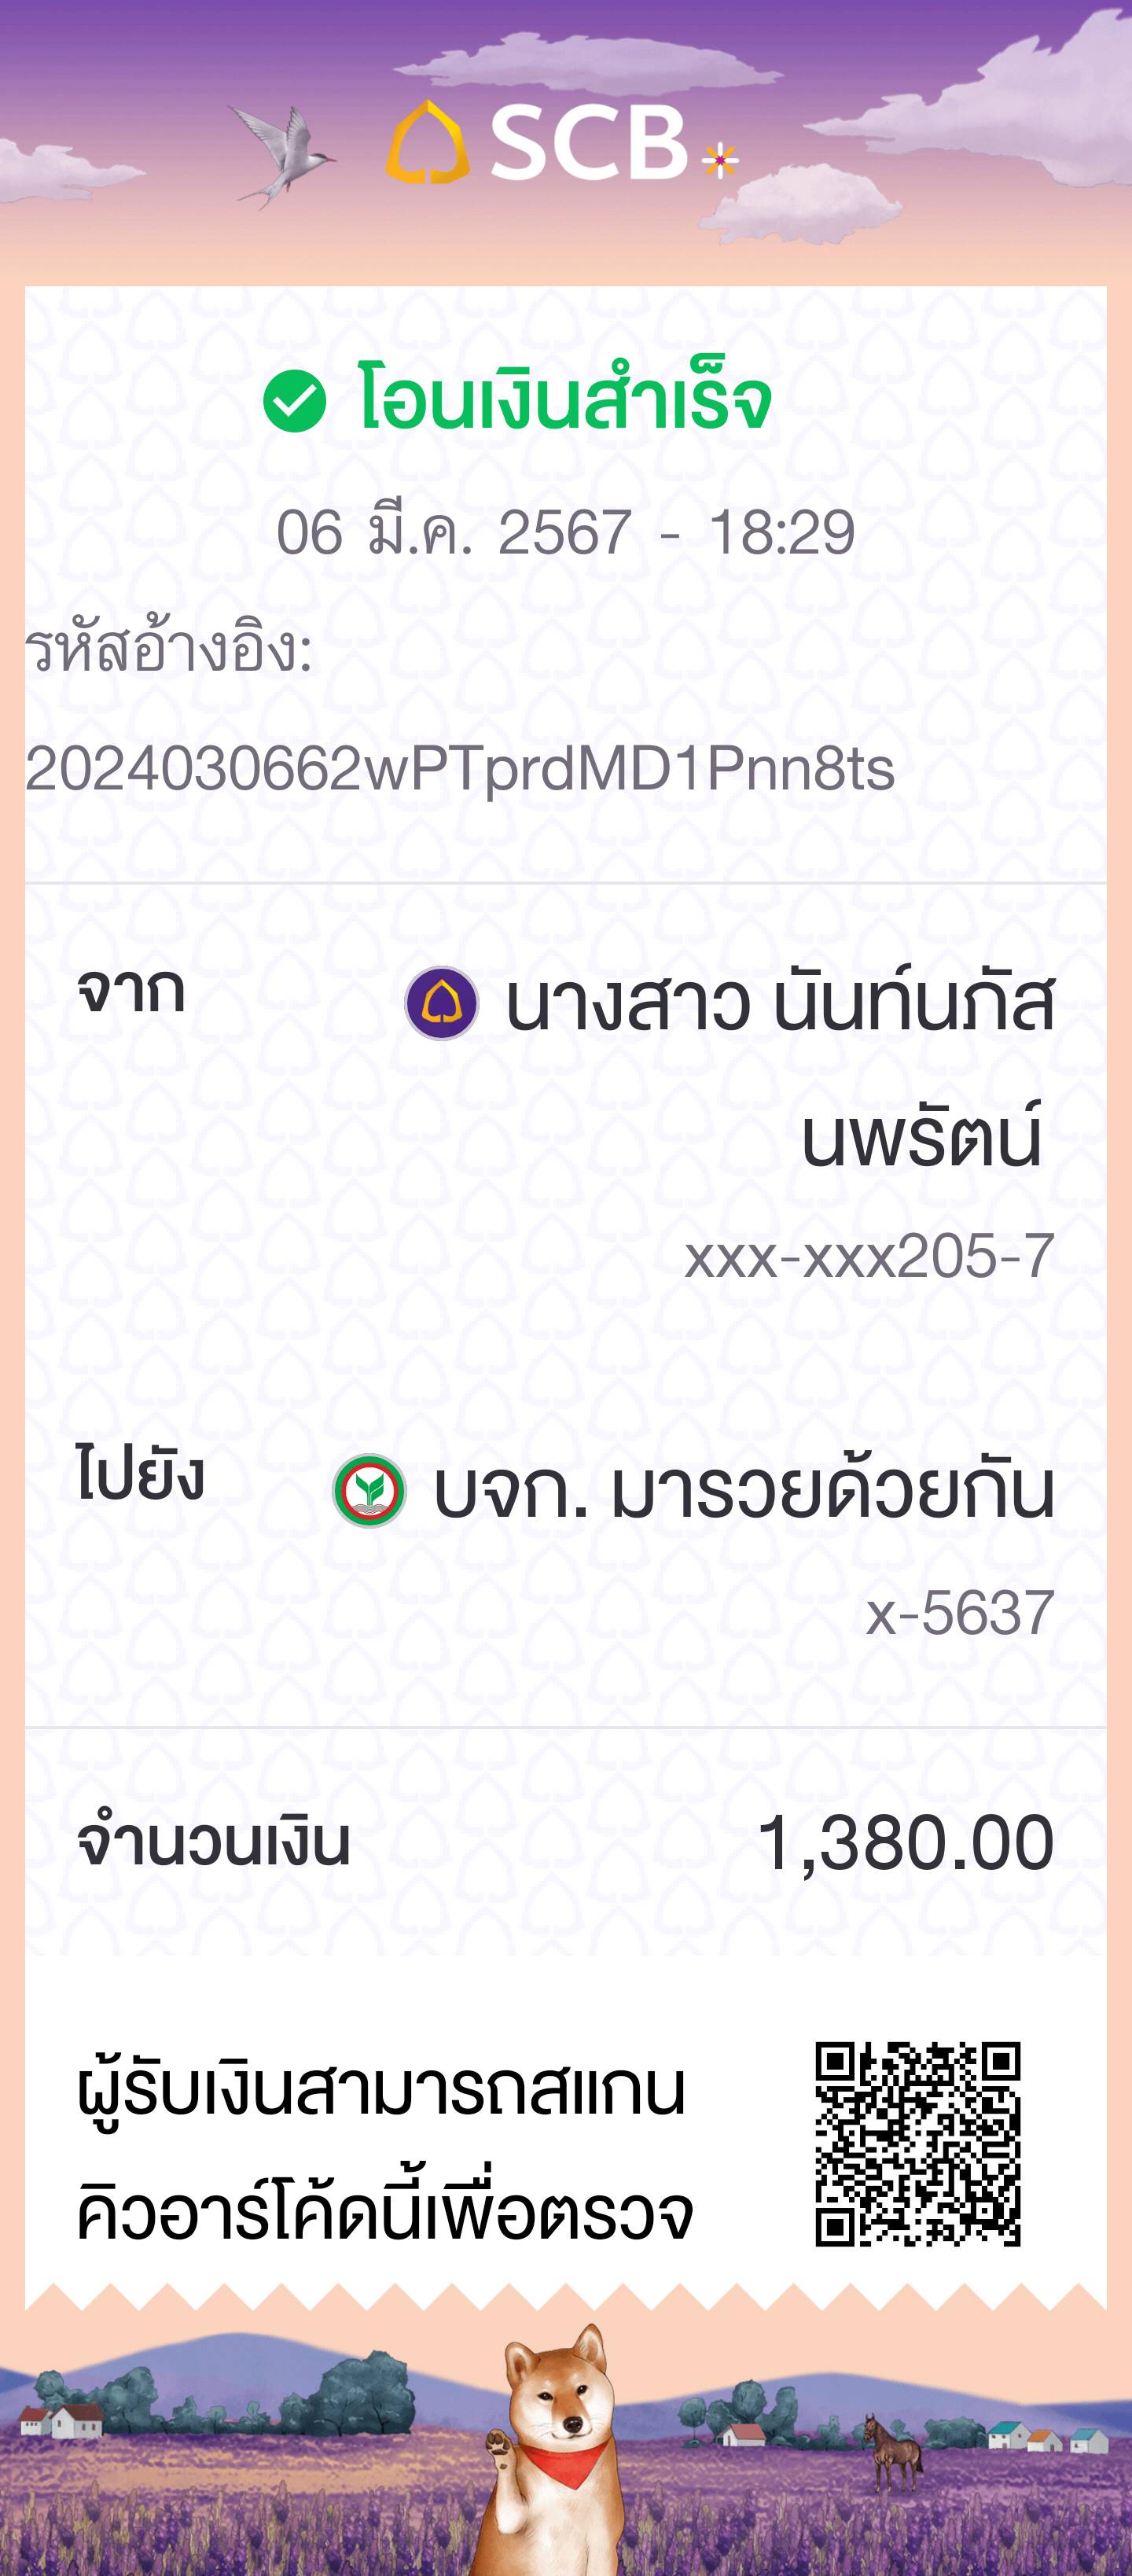 SCB
โอนเงินสำเร็จ
06 มี.ค. 2567 - 18:29
รหัสอ้างอิง:
2024030662wPTprdMD1Pnn8ts
จาก นางสาว นันท์นภัส
นพรัตน์
xxx-xxx205-7
ไปยัง บจก. มารวยด้วยกัน
x-5637
จำนวนเงิน 1,380.00
ผู้รับเงินสามารถสแกน
คิวอาร์โค้ดนี้เพื่อตรวจ